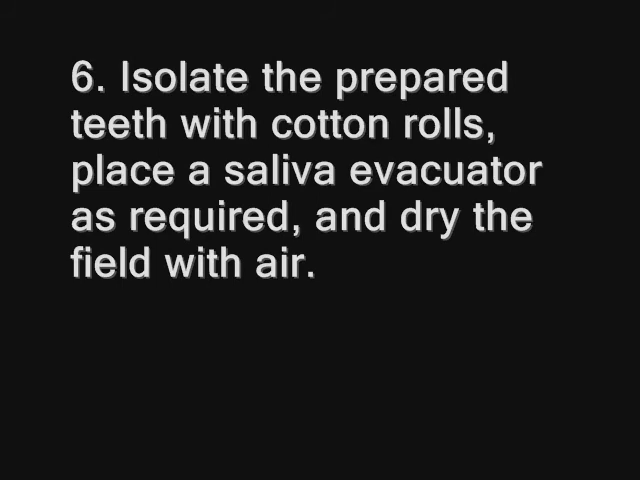 6. Isolate the prepared
teeth with cotton rolls,
place a saliva evacuator
as required, and dry the
field with air.